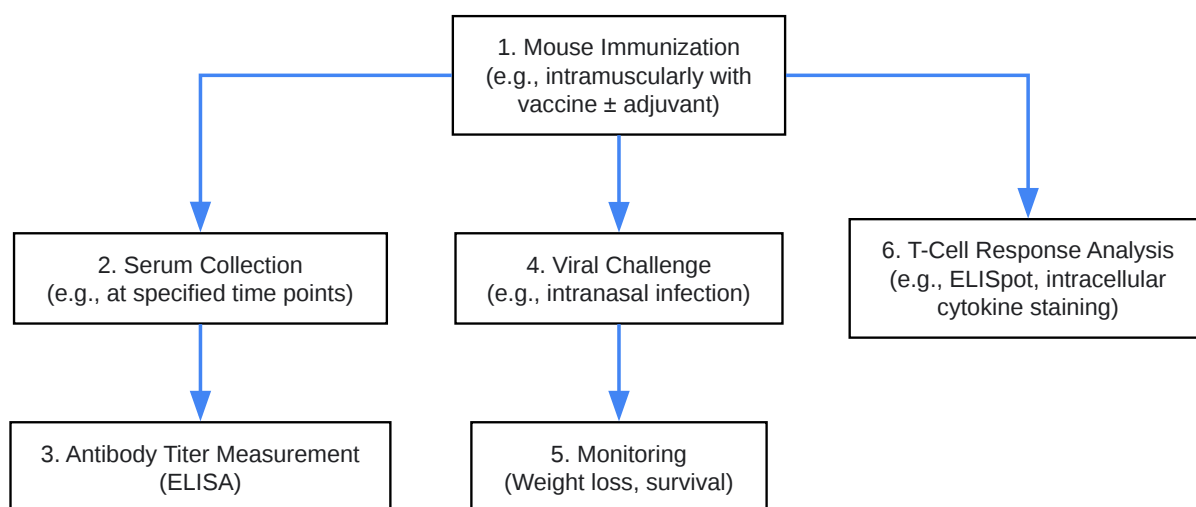 1. Mouse Immunization
(e.g., intramuscularly with
vaccine ± adjuvant)
2. Serum Collection
(e.g., at specified time points)
3. Antibody Titer Measurement
(ELISA)
4. Viral Challenge
(e.g., intranasal infection)
5. Monitoring
(Weight loss, survival)
6. T-Cell Response Analysis
(e.g., ELISpot, intracellular
cytokine staining)